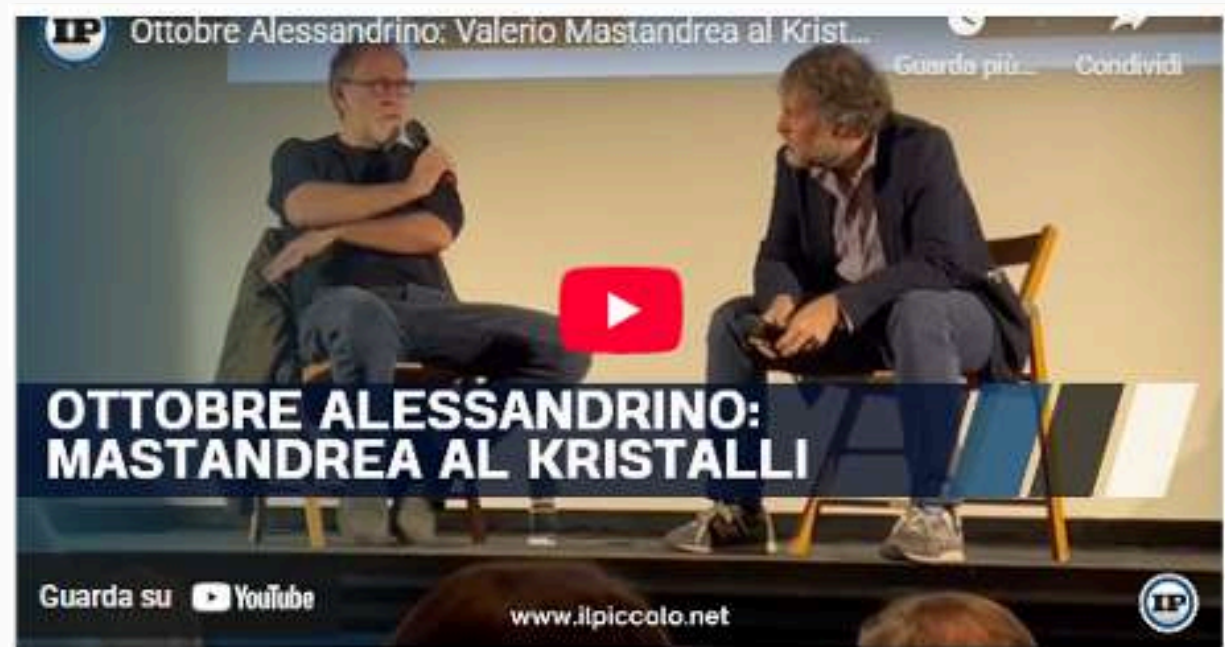 IP
Ottobre Alessandrino: Valerio Mastandrea al Krist...
Guarda più...
Condividi
OTTOBRE ALESSANDRINO:
MASTANDREA AL KRISTALLI
Guarda su YouTube
www.ilpiccolo.net
IP